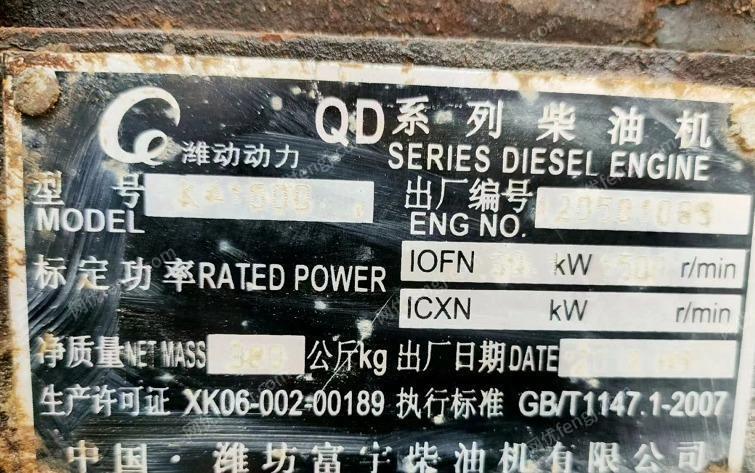 QD系列柴油机
潍动动力
SERIES DIESEL ENGINE
型号
MODEL
出厂编号
ENG NO.
标定功率RATED POWER
IOFN kW r/min
ICXN kW r/min
净质量NET MASS 公斤kg 出厂日期DATE
生产许可证 XK06-002-00189 执行标准 GB/T1147.1-2007
中国·潍坊富宇柴油机有限公司